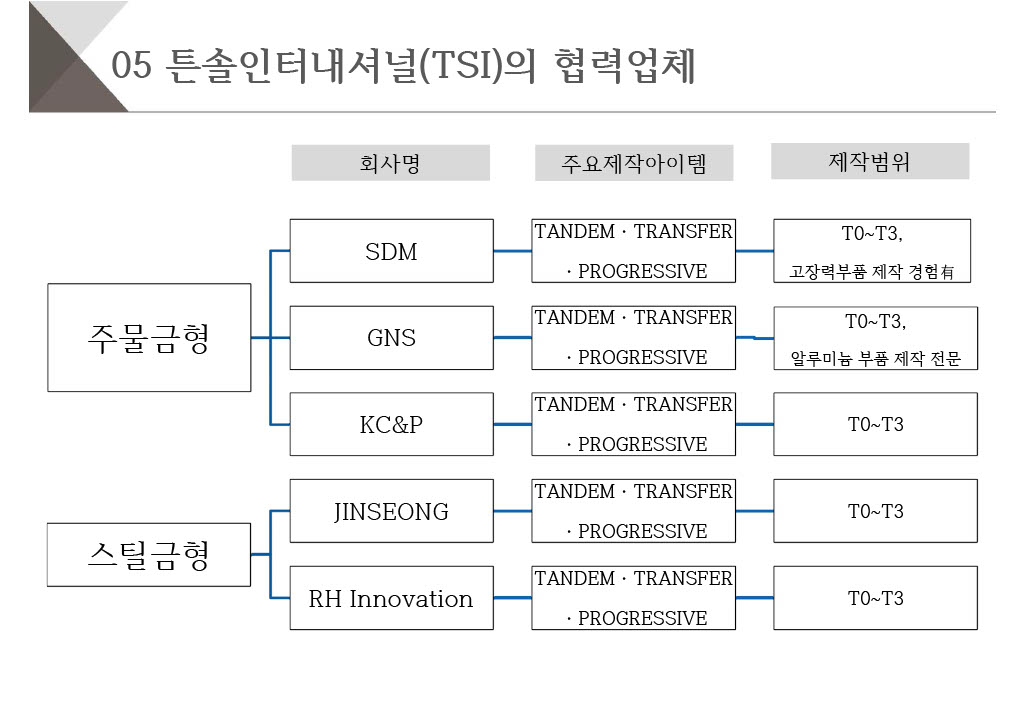 05 튼솔인터내셔널(TSI)의 협력업체
회사명
주요제작아이템
제작범위
주물금형
SDM
TANDEM · TRANSFER
· PROGRESSIVE
T0~T3,
고장력부품 제작 경험有
GNS
TANDEM · TRANSFER
· PROGRESSIVE
T0~T3,
알루미늄 부품 제작 전문
KC&P
TANDEM · TRANSFER
· PROGRESSIVE
T0~T3
스틸금형
JINSEONG
TANDEM · TRANSFER
· PROGRESSIVE
T0~T3
RH Innovation
TANDEM · TRANSFER
· PROGRESSIVE
T0~T3